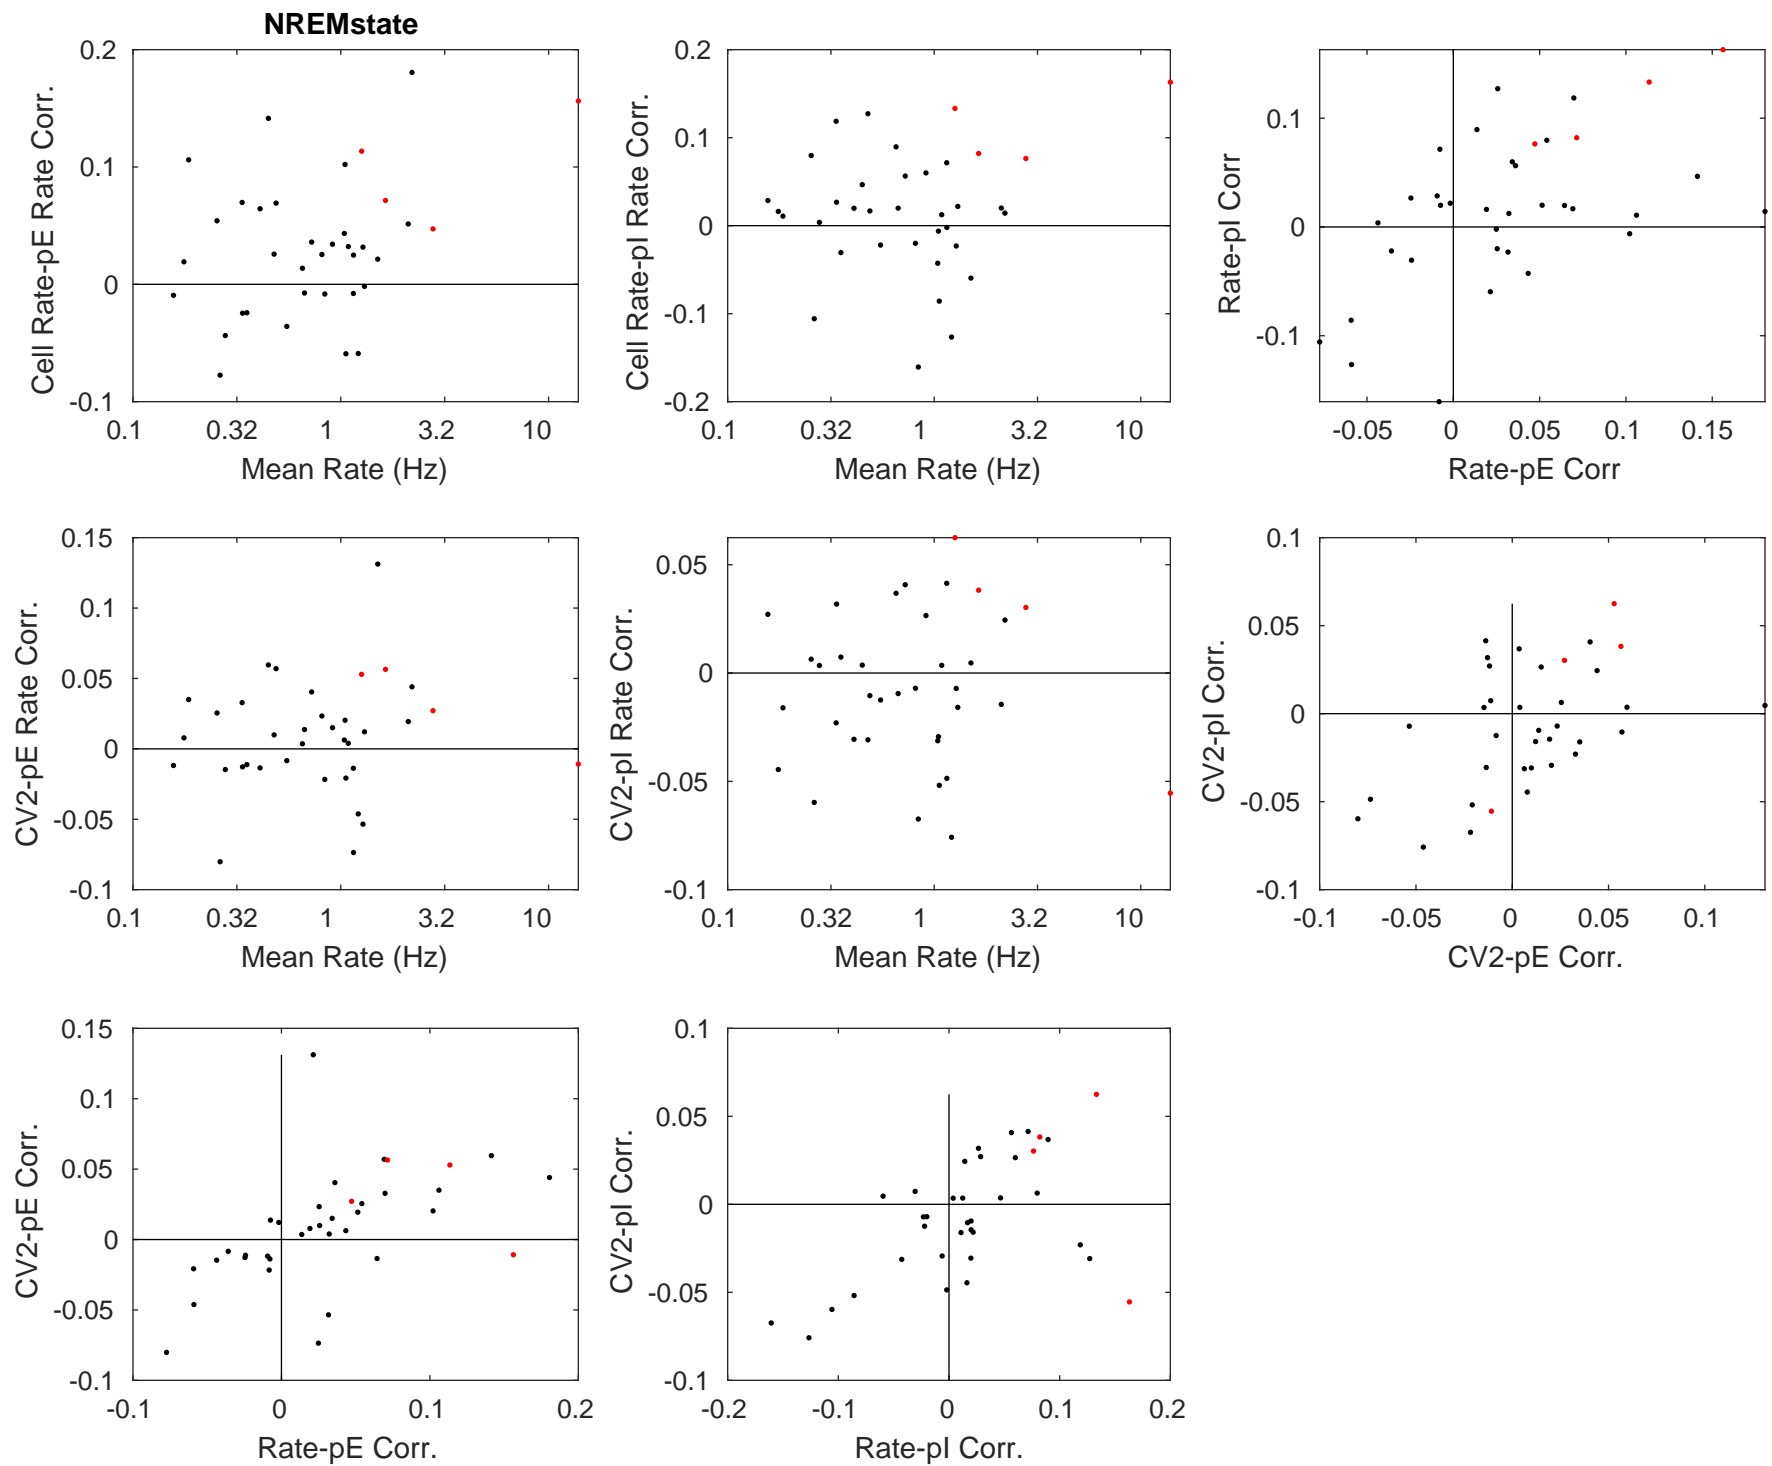 NREMstate
0.2
0.1
0
-0.1
Cell Rate-pE Rate Corr.
0.1 0.32 1 3.2 10
Mean Rate (Hz)
0.2
0.1
0
-0.1
-0.2
Cell Rate-pI Rate Corr.
0.1 0.32 1 3.2 10
Mean Rate (Hz)
0.1
0
-0.1
Rate-pI Corr
-0.05 0 0.05 0.1 0.15
Rate-pE Corr
0.15
0.1
0.05
0
-0.05
-0.1
CV2-pE Rate Corr.
0.1 0.32 1 3.2 10
Mean Rate (Hz)
0.05
0
-0.05
-0.1
CV2-pI Rate Corr.
0.1 0.32 1 3.2 10
Mean Rate (Hz)
0.1
0.05
0
-0.05
-0.1
CV2-pI Corr.
-0.1 -0.05 0 0.05 0.1
CV2-pE Corr.
0.15
0.1
0.05
0
-0.05
-0.1
CV2-pE Corr.
-0.1 0 0.1 0.2
Rate-pE Corr.
0.1
0.05
0
-0.05
-0.1
CV2-pI Corr.
-0.2 -0.1 0 0.1 0.2
Rate-pI Corr.